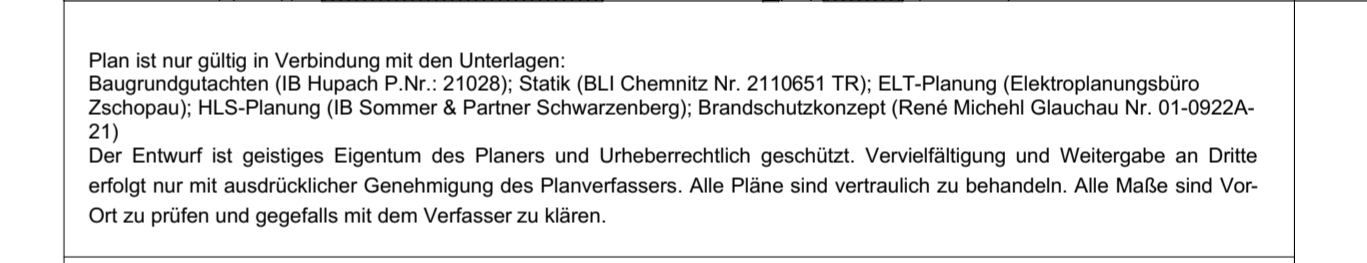 Plan ist nur gültig in Verbindung mit den Unterlagen:
Baugrundgutachten (IB Hupach P.Nr.: 21028); Statik (BLI Chemnitz Nr. 2110651 TR); ELT-Planung (Elektroplanungsbüro
Zschopau); HLS-Planung (IB Sommer & Partner Schwarzenberg); Brandschutzkonzept (René Michehl Glauchau Nr. 01-0922A-
21)
Der Entwurf ist geistiges Eigentum des Planers und Urheberrechtlich geschützt. Vervielfältigung und Weitergabe an Dritte
erfolgt nur mit ausdrücklicher Genehmigung des Planverfassers. Alle Pläne sind vertraulich zu behandeln. Alle Maße sind Vor-
Ort zu prüfen und gegefalls mit dem Verfasser zu klären.